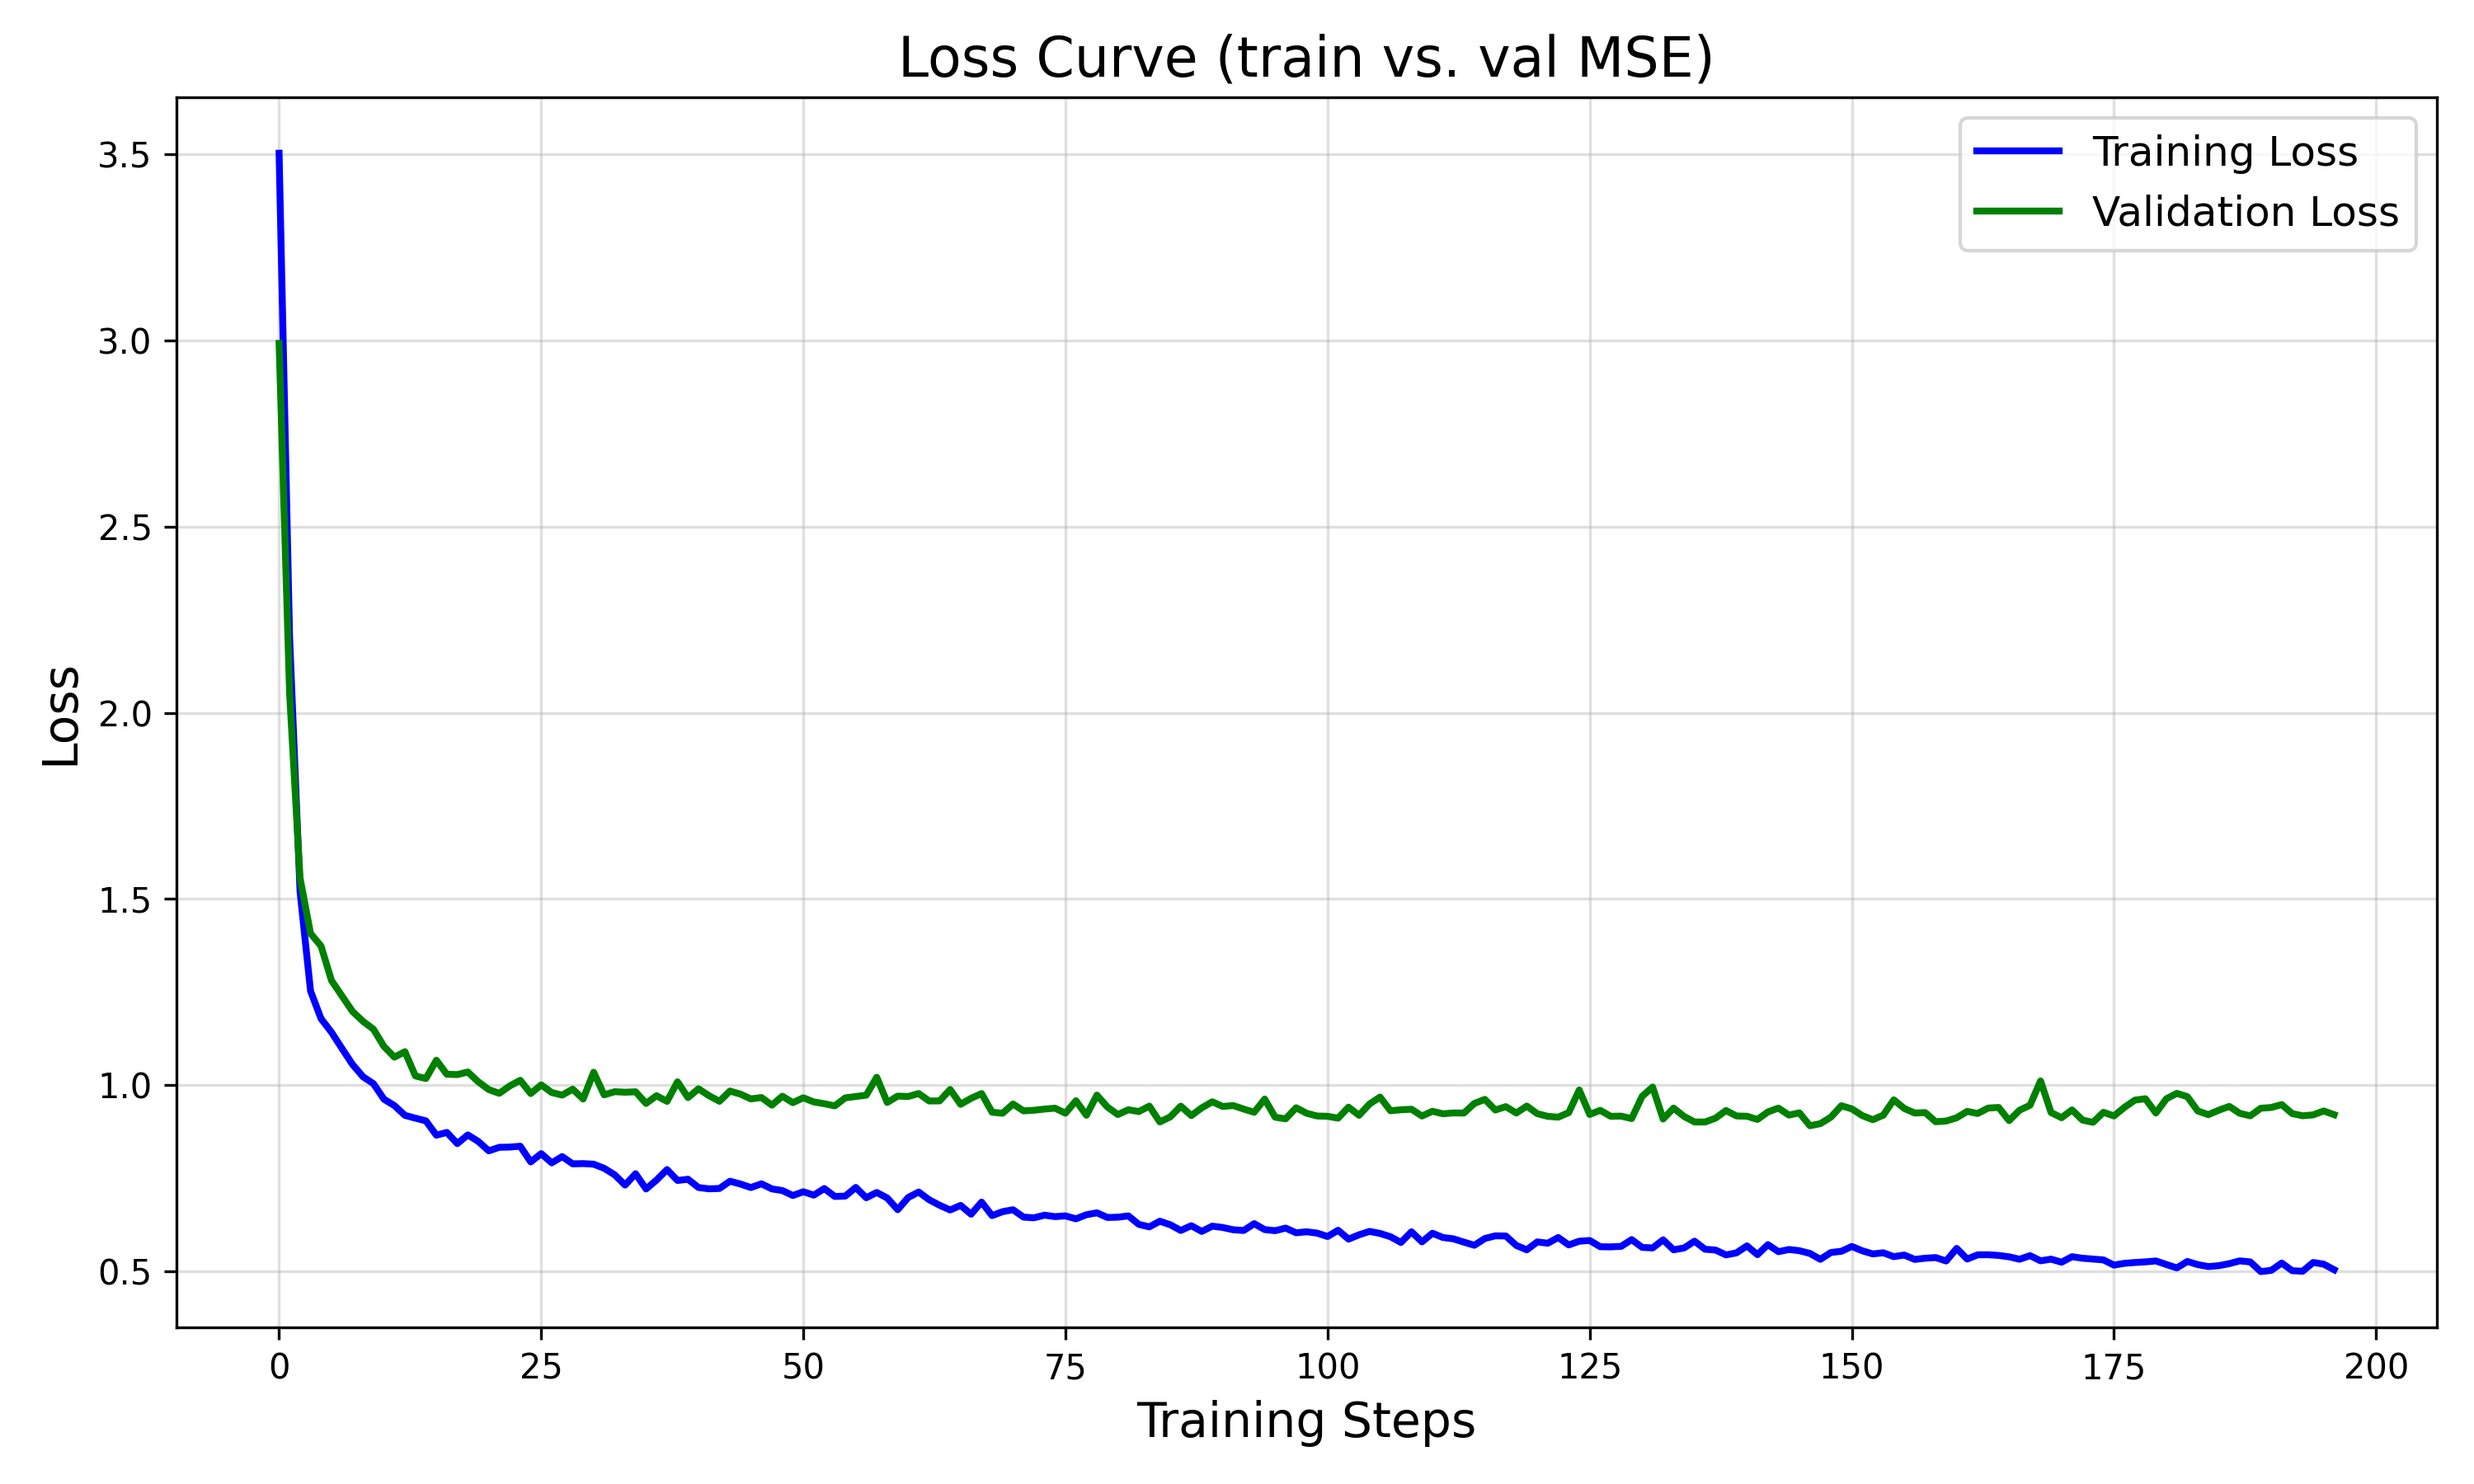 Loss Curve (train vs. val MSE)
Training Loss
Validation Loss
3.5
3.0
2.5
2.0
1.5
1.0
0.5
Loss
0 25 50 75 100 125 150 175 200
Training Steps